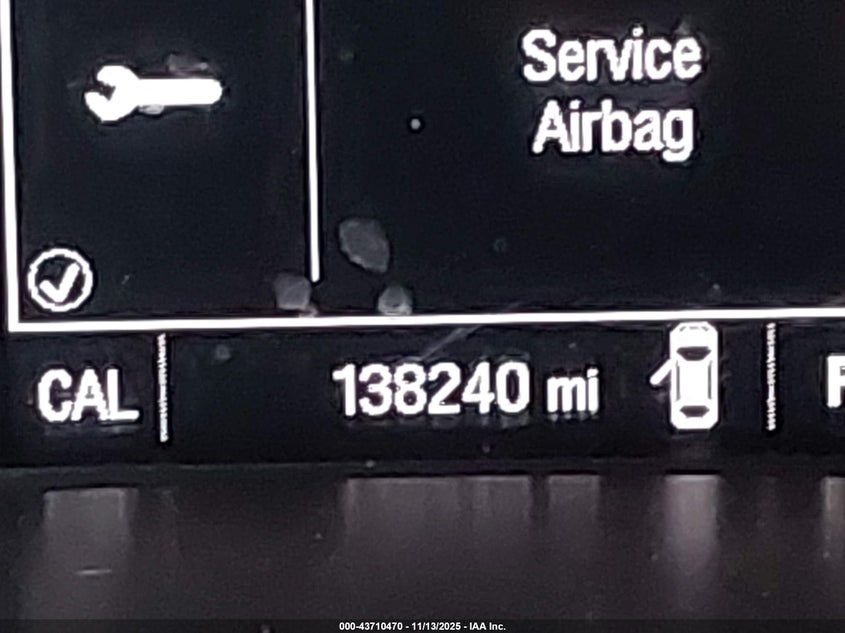 Service
Airbag
CAL
138240 mi
F
000-43710470 - 11/13/2025 - IAA Inc.